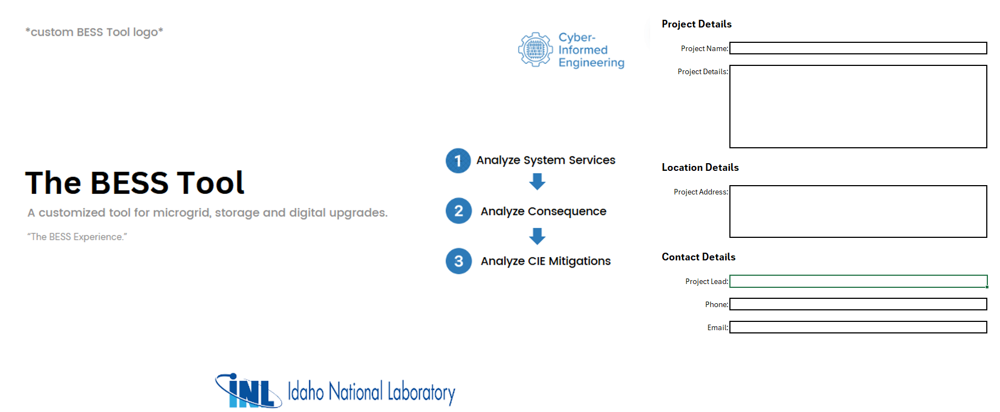 *custom BESS Tool logo*
Cyber-
Informed
Engineering
The BESS Tool
A customized tool for microgrid, storage and digital upgrades.
“The BESS Experience.”
1 Analyze System Services
2 Analyze Consequence
3 Analyze CIE Mitigations
INL Idaho National Laboratory
Project Details
Project Name:
Project Details:
Location Details
Project Address:
Contact Details
Project Lead:
Phone:
Email: